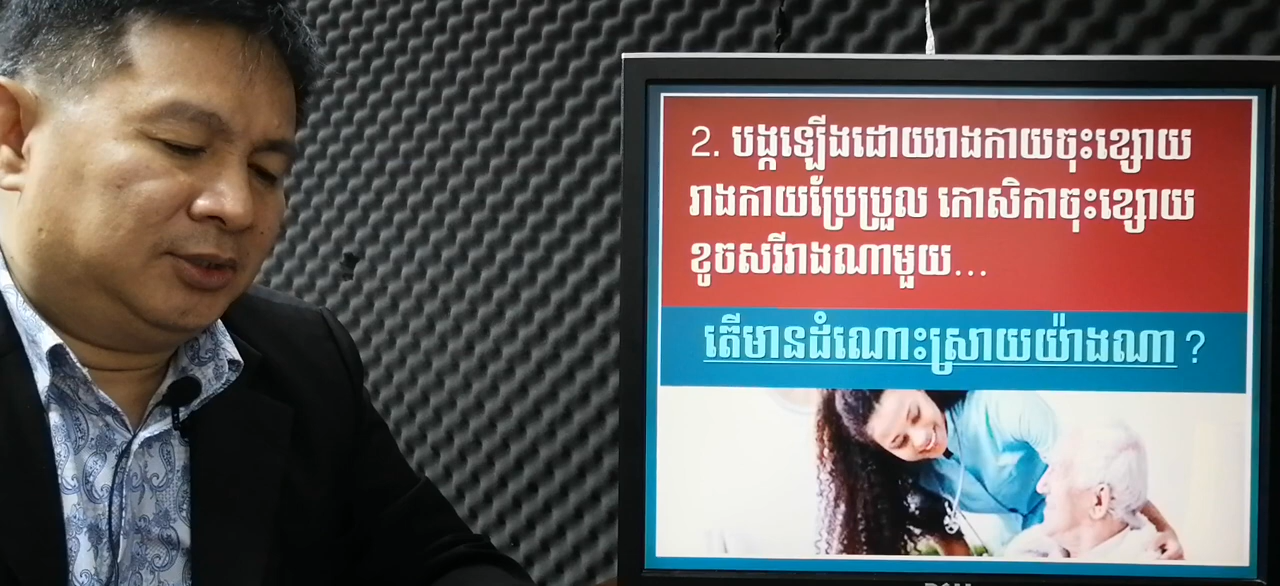 2. បង្កឡើងដោយរាងកាយចុះខ្សោយ
រាងកាយប្រែប្រួល កោសិកាចុះខ្សោយ
ខូចសរីរាងណាមួយ...
តើមានដំណោះស្រាយយ៉ាងណា ?